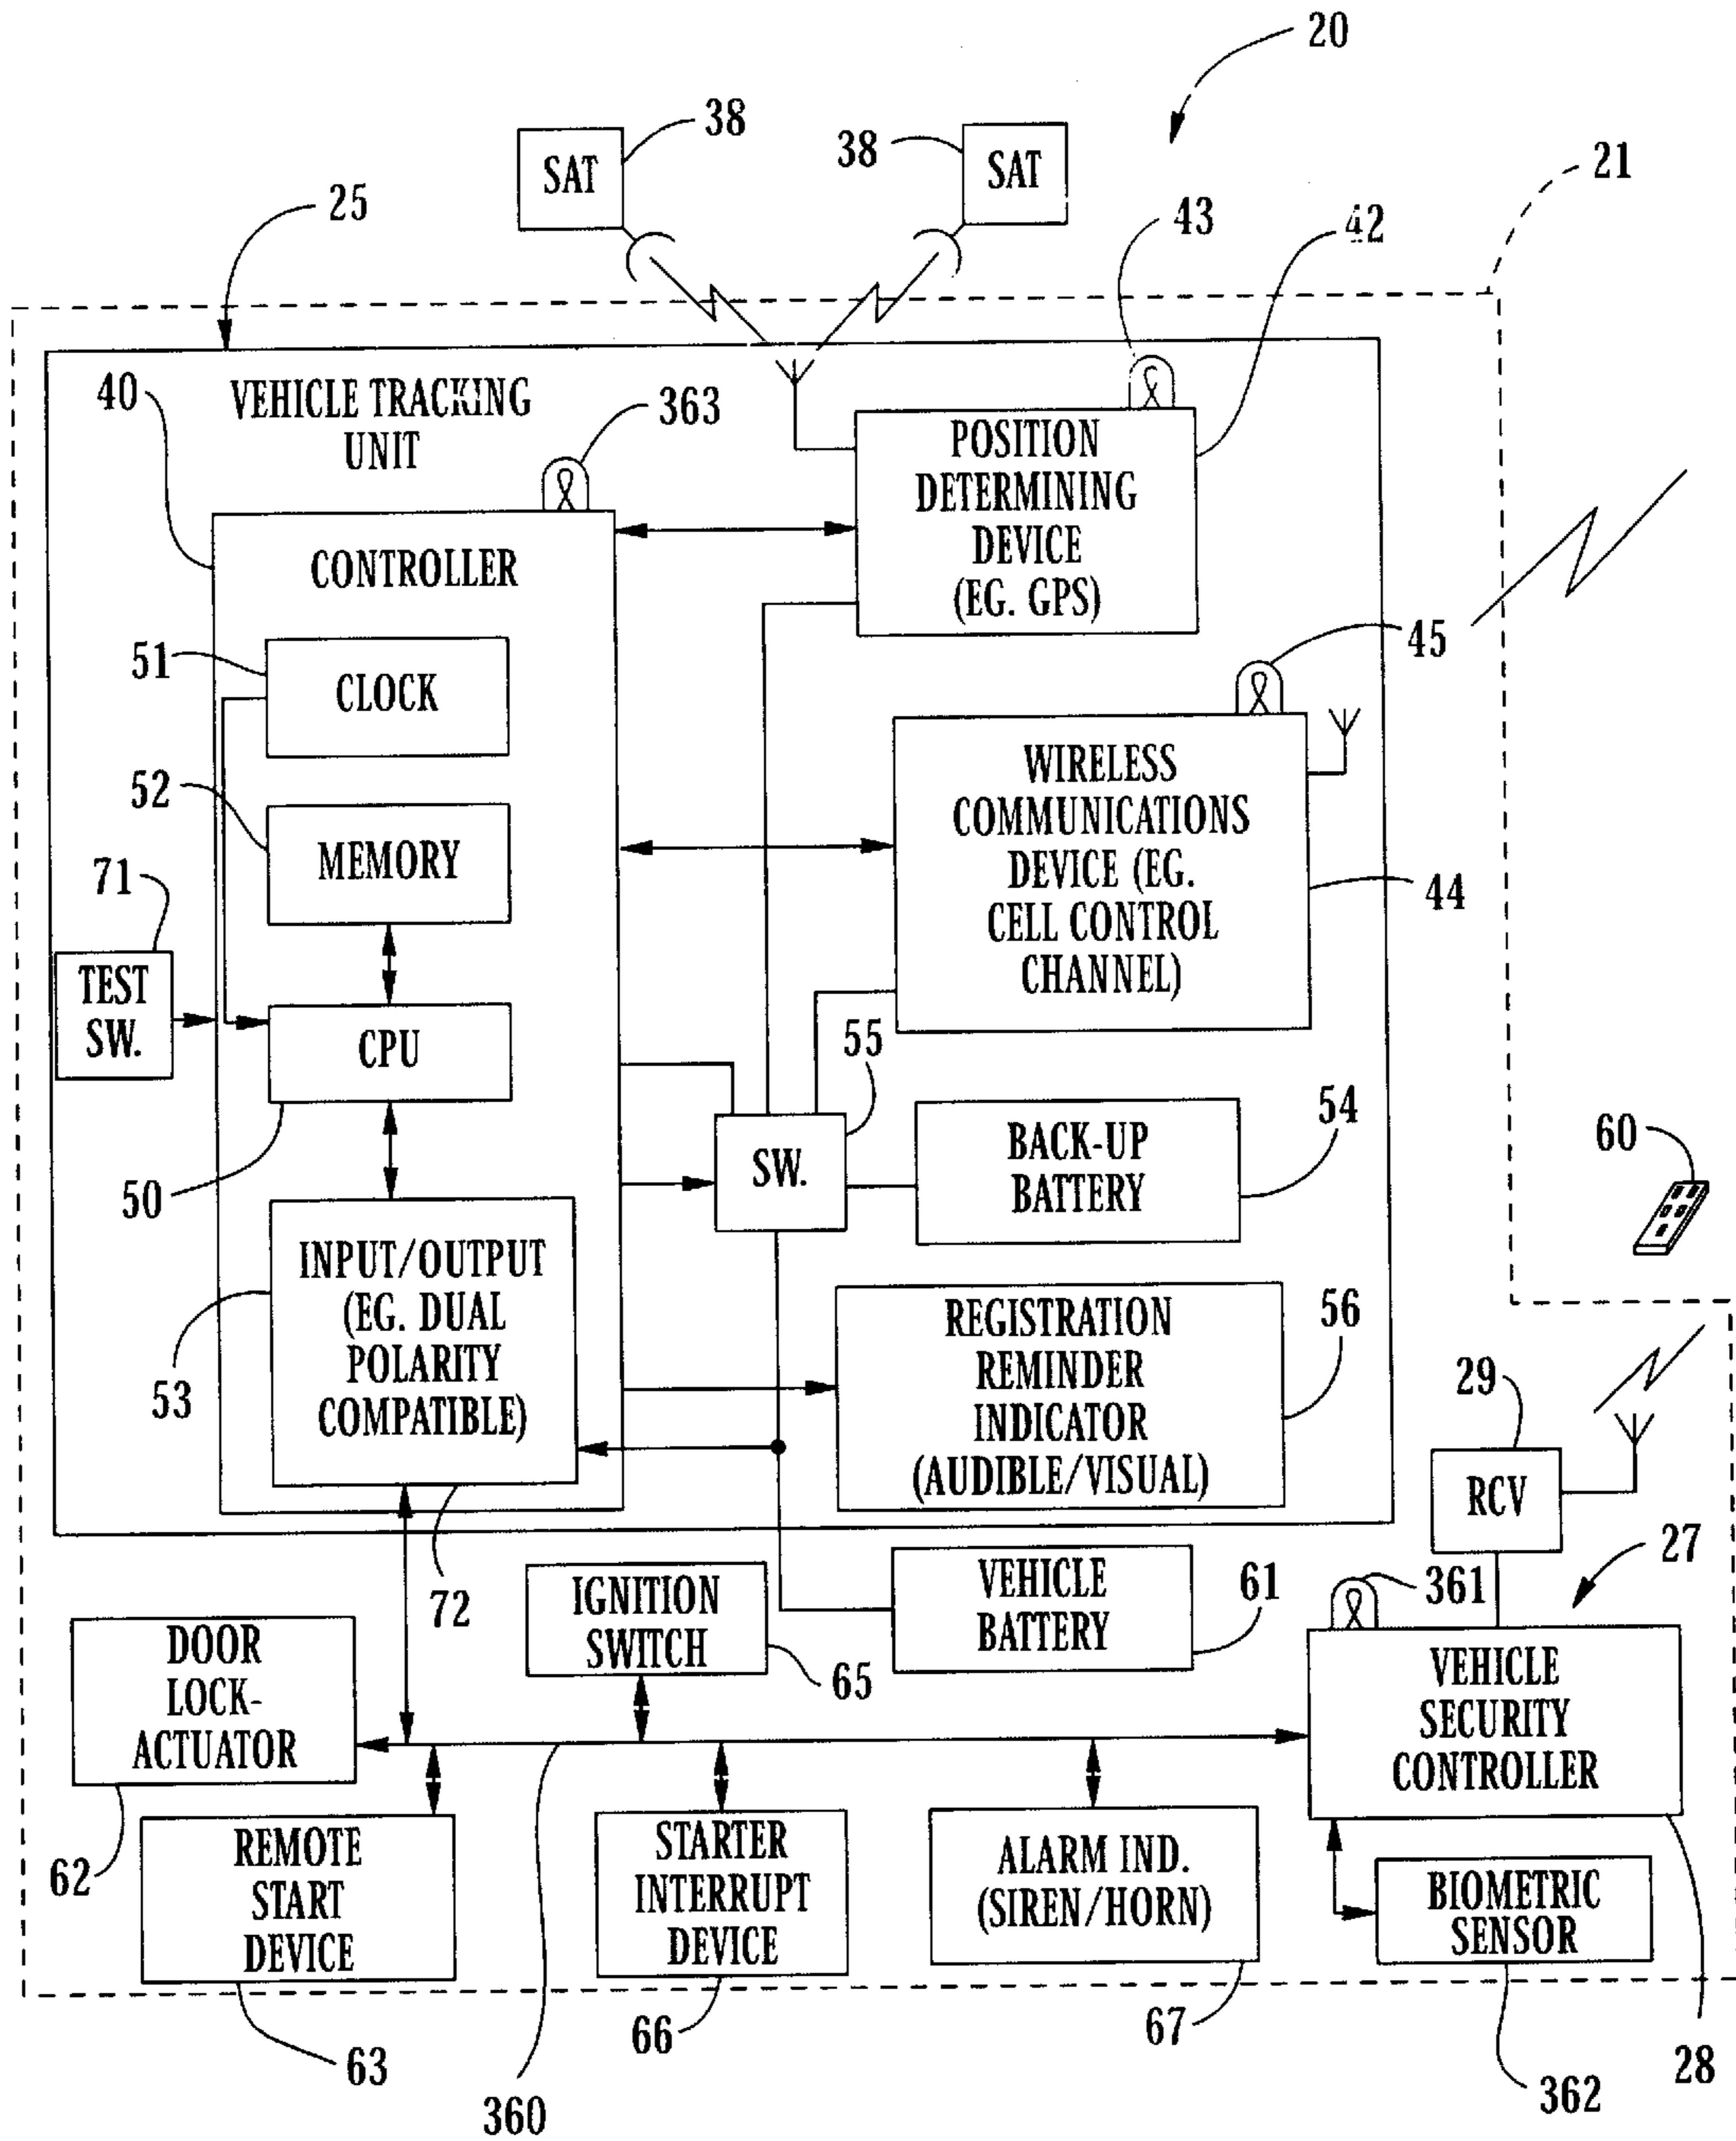 20
38
38
SAT
SAT
21
25
43
42
40
VEHICLE TRACKING
UNIT
363
POSITION
DETERMINING
DEVICE
(EG. GPS)
CONTROLLER
51
CLOCK
45
52
MEMORY
WIRELESS
COMMUNICATIONS
DEVICE (EG.
CELL CONTROL
CHANNEL)
44
71
TEST
SW.
CPU
50
55
SW.
54
BACK-UP
BATTERY
60
INPUT/OUTPUT
(EG. DUAL
POLARITY
COMPATIBLE)
53
REGISTRATION
REMINDER
INDICATOR
(AUDIBLE/VISUAL)
56
29
RCV
27
72
IGNITION
SWITCH
65
VEHICLE
BATTERY
61
361
DOOR
LOCK-
ACTUATOR
62
VEHICLE
SECURITY
CONTROLLER
REMOTE
START
DEVICE
63
STARTER
INTERRUPT
DEVICE
66
ALARM IND.
(SIREN/HORN)
67
BIOMETRIC
SENSOR
28
360
362